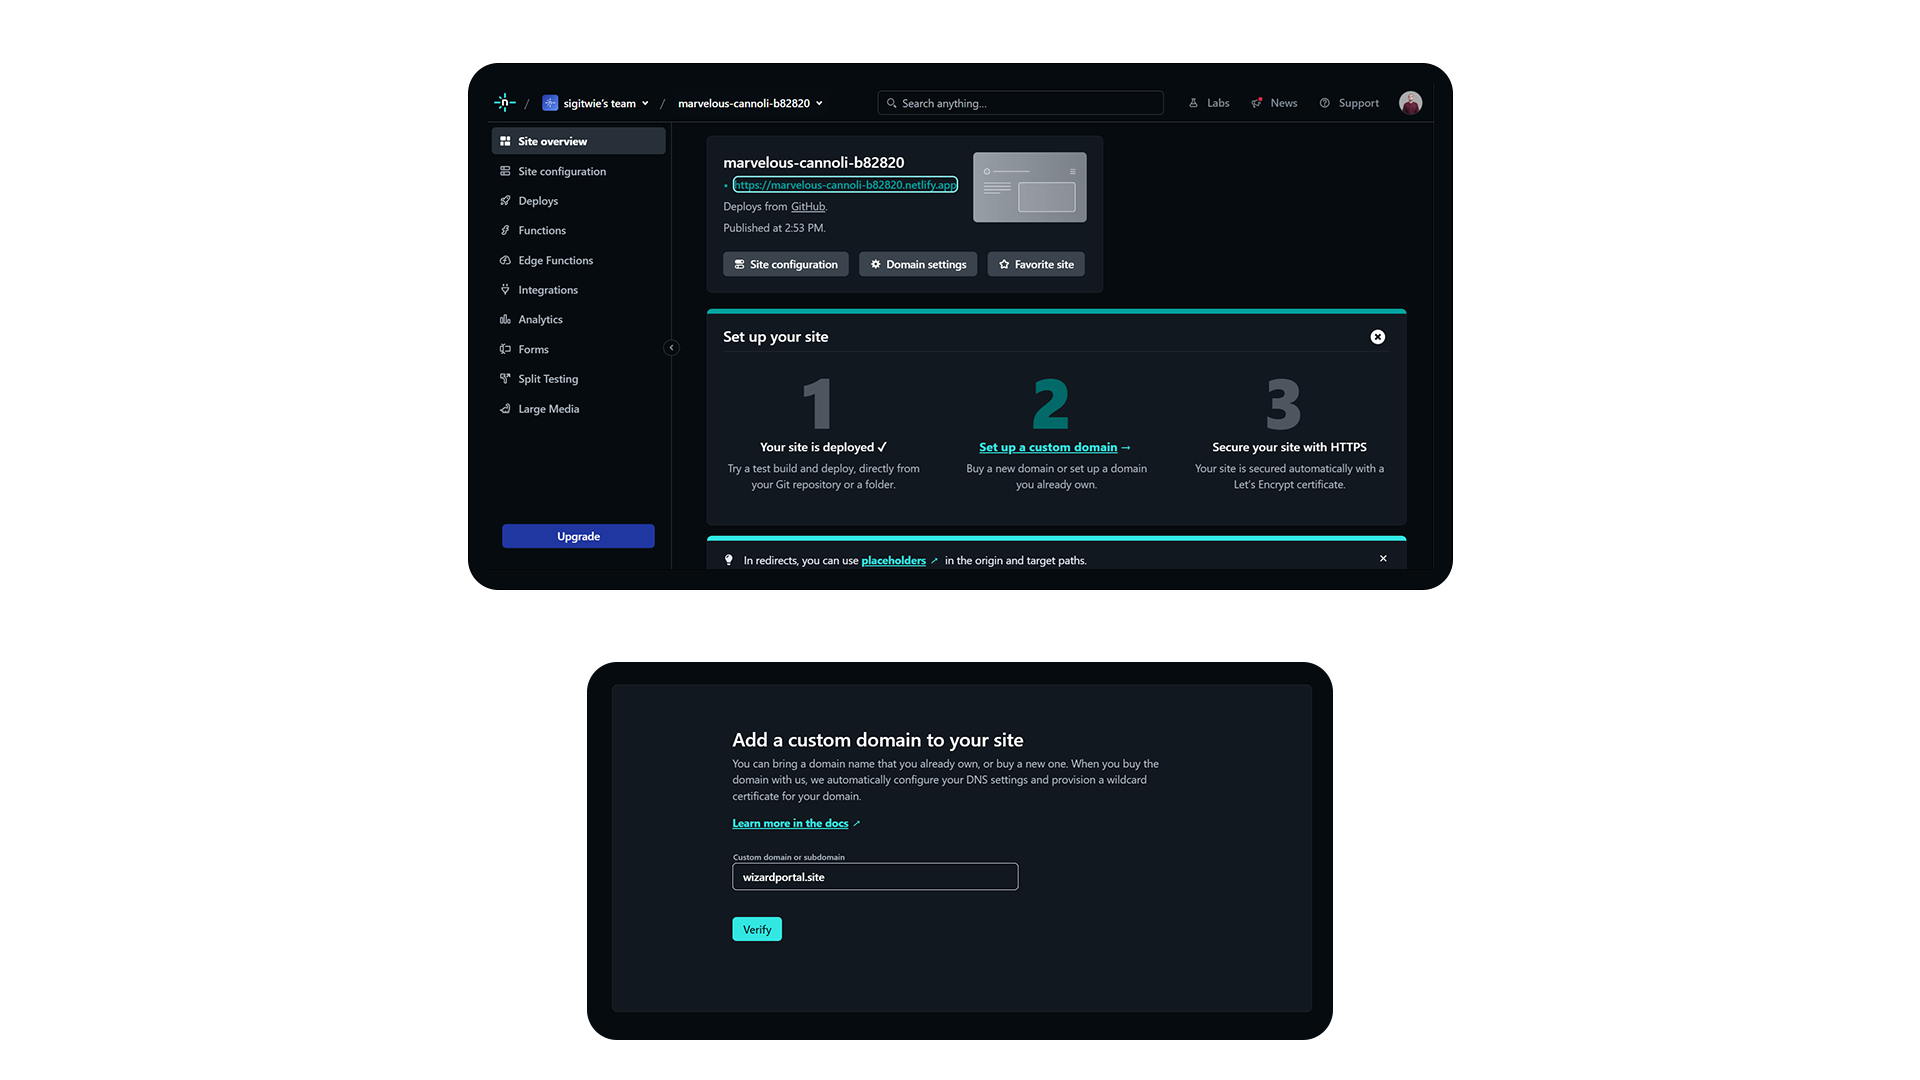 / sigitwie's team / marvelous-cannoli-b82820
Search anything...
Labs
News
Support
Site overview
Site configuration
Deploys
Functions
Edge Functions
Integrations
Analytics
Forms
Split Testing
Large Media
Upgrade
marvelous-cannoli-b82820
https://marvelous-cannoli-b82820.netlify.app
Deploys from GitHub.
Published at 2:53 PM.
Site configuration
Domain settings
Favorite site
Set up your site
1
Your site is deployed ✓
Try a test build and deploy, directly from
your Git repository or a folder.
2
Set up a custom domain →
Buy a new domain or set up a domain
you already own.
3
Secure your site with HTTPS
Your site is secured automatically with a
Let's Encrypt certificate.
In redirects, you can use placeholders ↗ in the origin and target paths.
Add a custom domain to your site
You can bring a domain name that you already own, or buy a new one. When you buy the
domain with us, we automatically configure your DNS settings and provision a wildcard
certificate for your domain.
Learn more in the docs ↗
Custom domain or subdomain
wizardportal.site
Verify